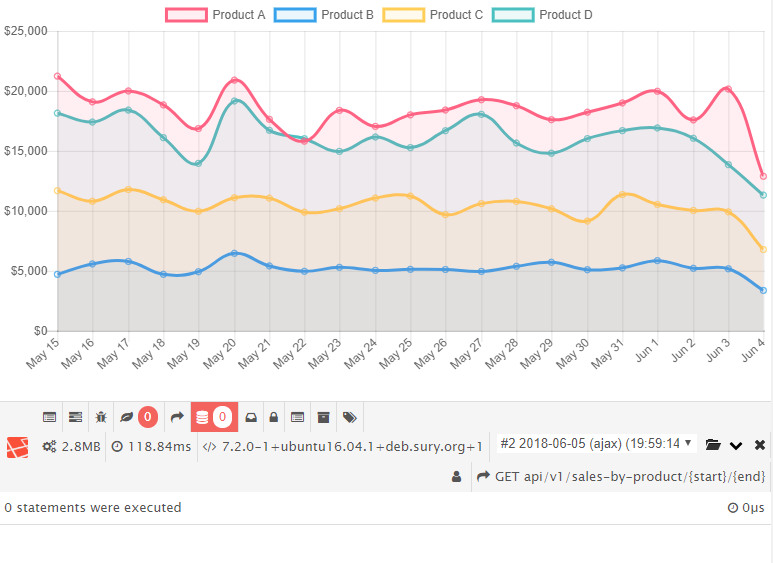 Product A Product B Product C Product D
$25,000
$20,000
$15,000
$10,000
$5,000
$0
May 15 May 16 May 17 May 18 May 19 May 20 May 21 May 22 May 23 May 24 May 25 May 26 May 27 May 28 May 29 May 30 May 31 Jun 1 Jun 2 Jun 3 Jun 4
0 0
2.8MB 118.84ms </> 7.2.0-1+ubuntu16.04.1+deb.sury.org+1 #2 2018-06-05 (ajax) (19:59:14
GET api/v1/sales-by-product/{start}/{end}
0 statements were executed 0μs